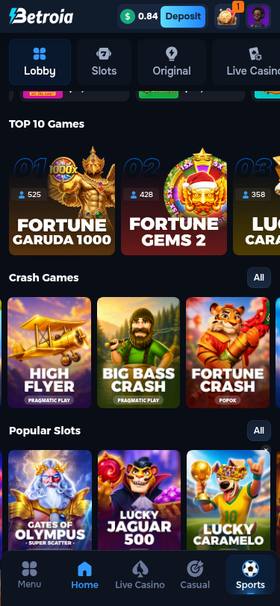 Betroia
$ 0.84 Deposit
1
Lobby
Slots
Original
Live Casino
TOP 10 Games
01
1000x
525
FORTUNE
GARUDA 1000
02
428
FORTUNE
GEMS 2
03
358
Crash Games
All
HIGH
FLYER
PRAGMATIC PLAY
BIG BASS
CRASH
PRAGMATIC PLAY
FORTUNE
CRASH
POPOK
Popular Slots
All
GATES OF
OLYMPUS
SUPER SCATTER
LUCKY
JAGUAR
500
LUCKY
CARAMELO
Menu
Home
Live Casino
Casual
Sports